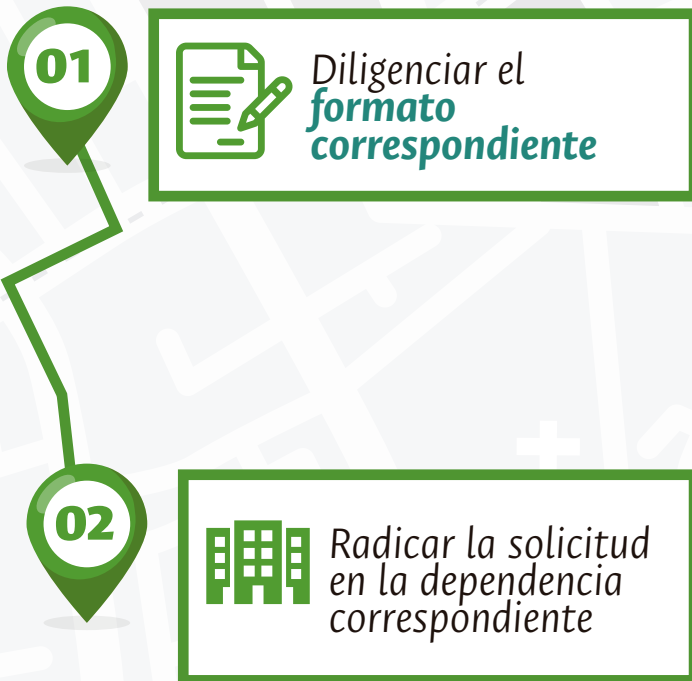 01
Diligenciar el
formato
correspondiente
02
Radicar la solicitud
en la dependencia
correspondiente